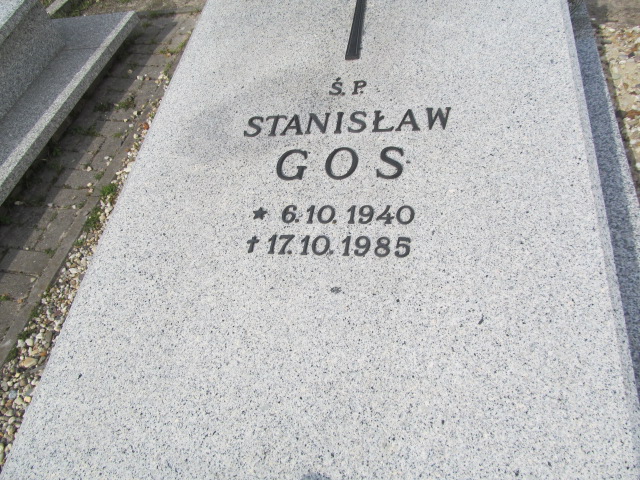 Ś.P.
STANISŁAW
GOS
* 6.10.1940
† 17.10.1985